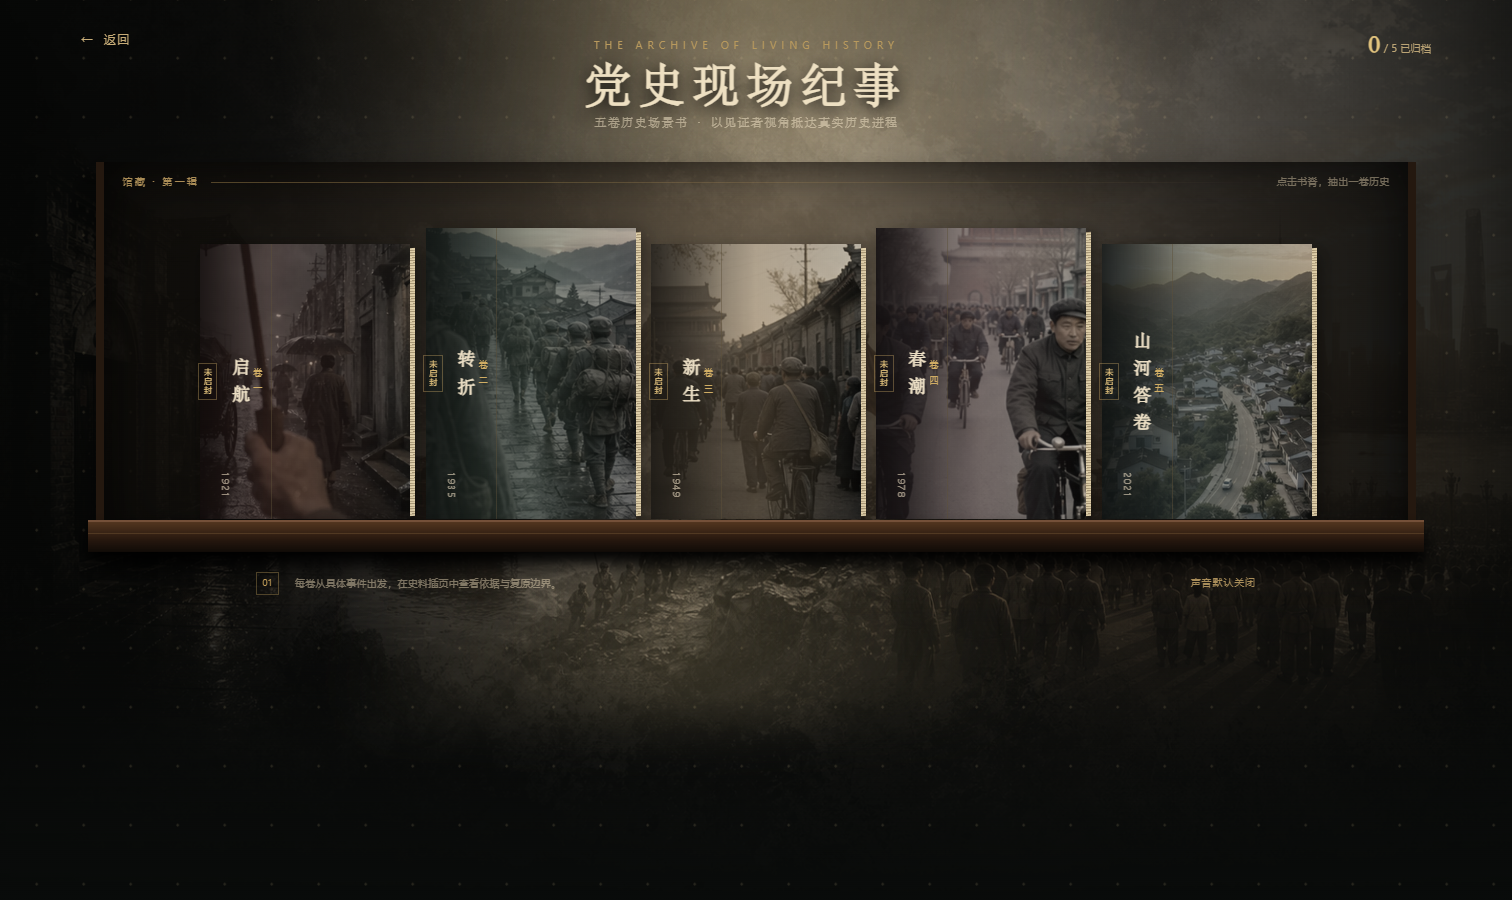 ← 返回
THE ARCHIVE OF LIVING HISTORY
0 / 5 已归档
党史现场纪事
五卷历史场景书 · 以见证者视角抵达真实历史进程
馆藏 · 第一辑
点击书脊，抽出一卷历史
卷一
启航
未启封
1921
卷二
转折
未启封
1935
卷三
新生
未启封
1949
卷四
春潮
未启封
1978
卷五
山河答卷
未启封
2021
01 每卷从具体事件出发，在史料插页中查看依据与复原边界。
声音默认关闭